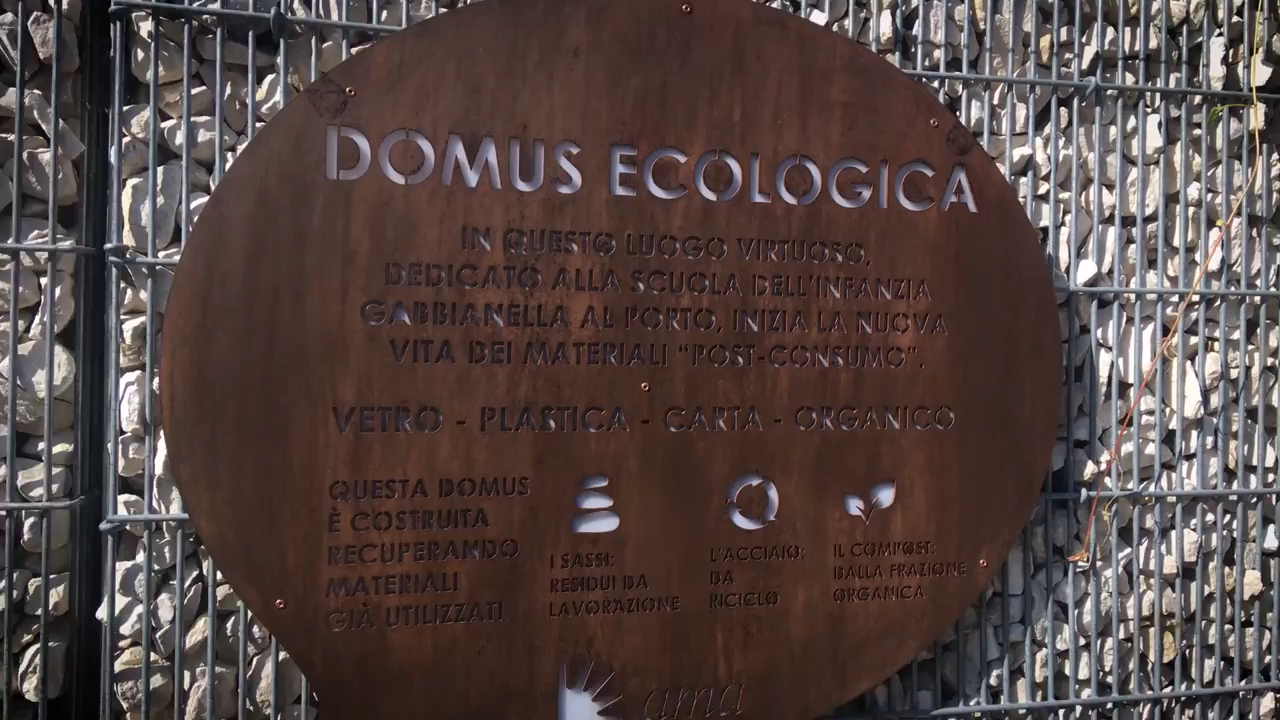 DOMUS ECOLOGICA
IN QUESTO LUOGO VIRTUOSO,
DEDICATO ALLA SCUOLA DELL'INFANZIA
GABBIANELLA AL PORTO, INIZIA LA NUOVA
VITA DEI MATERIALI “POST-CONSUMO”.
VETRO - PLASTICA - CARTA - ORGANICO
QUESTA DOMUS
È COSTRUITA
RECUPERANDO
MATERIALI
GIÀ UTILIZZATI
I SASSI:
RESIDUI DA
LAVORAZIONE
L'ACCIAIO:
DA
RICICLO
IL COMPOST:
DALLA FRAZIONE
ORGANICA
ama